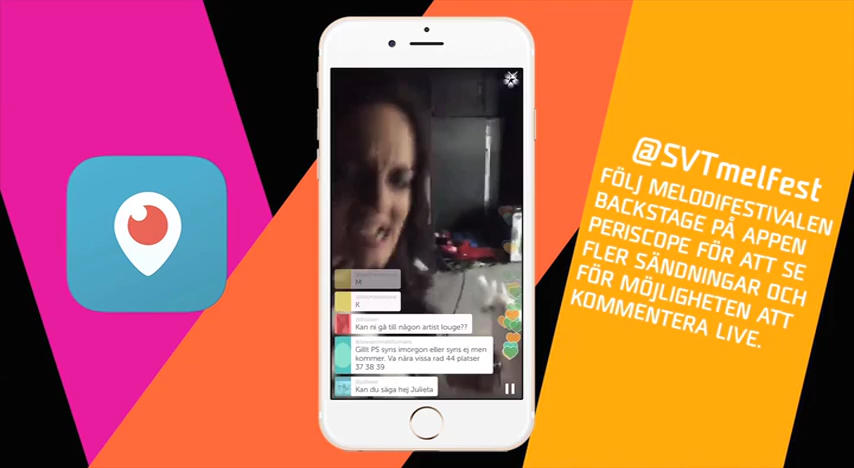 M
K
Kan ni gå till någon artist louge??
Gillt PS syns imorgon eller syns ej men
kommer. Va nära vissa rad 44 platser
37 38 39
Kan du säga hej Julieta
@SVTmelfest
FÖLJ MELODIFESTIVALEN
BACKSTAGE PÅ APPEN
PERISCOPE FÖR ATT SE
FLER SÄNDNINGAR OCH
FÖR MÖJLIGHETEN ATT
KOMMENTERA LIVE.